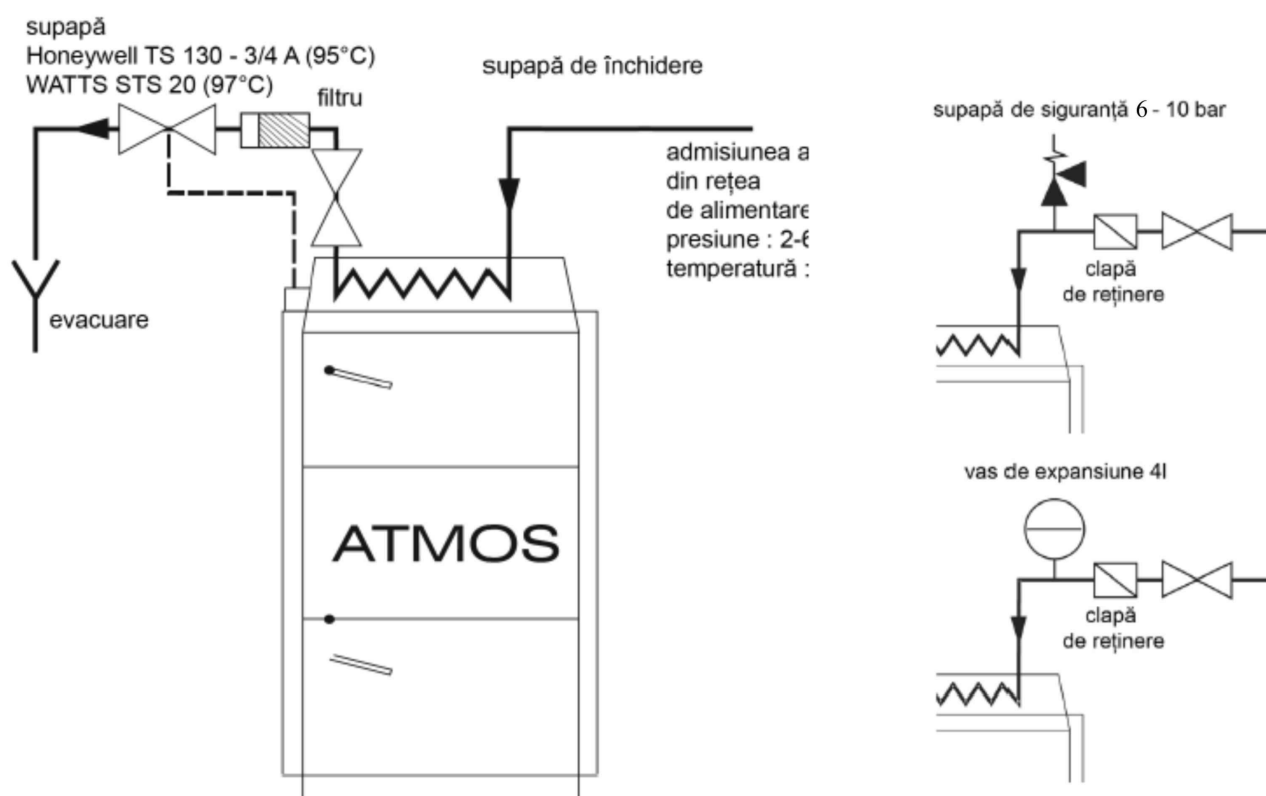 supapă
Honeywell TS 130 - 3/4 A (95°C)
WATTS STS 20 (97°C)
filtru
supapă de închidere
admisiunea a
din rețea
de alimentare
presiune : 2-6
temperatură :
evacuare
ATMOS
supapă de siguranță 6 - 10 bar
clapă
de reținere
vas de expansiune 4l
clapă
de reținere